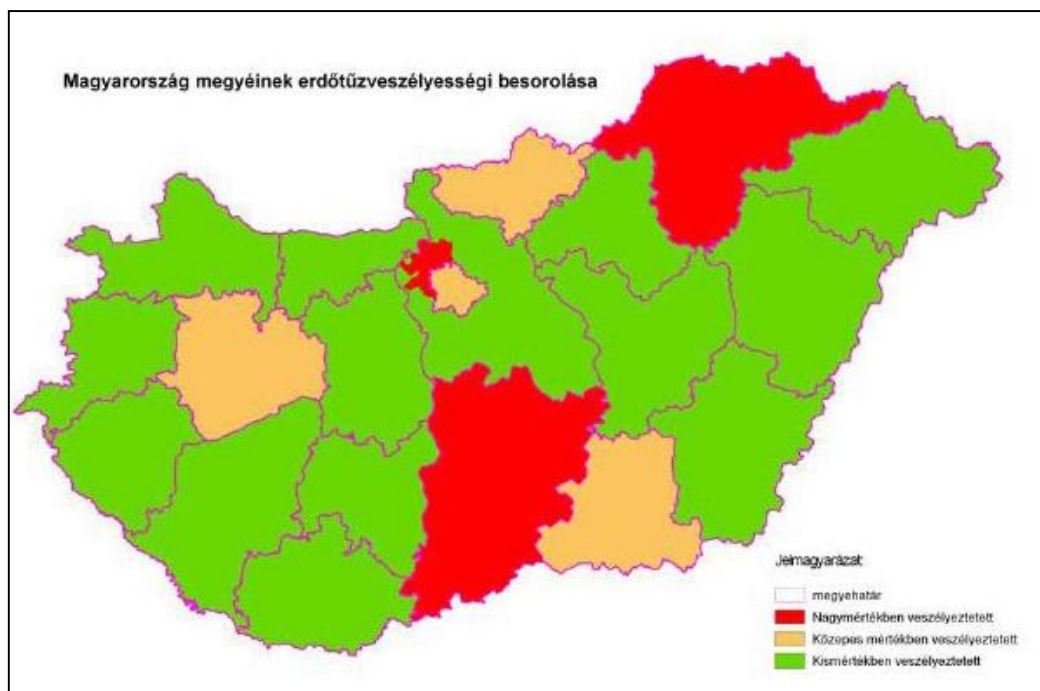 Magyarország megyéinek erdőtűzveszélyességi besorolása
Jelmagyarázat
megyehatár
Nagymértékben veszélyeztetett
Közepes mértékben veszélyeztetett
Kismértékben veszélyeztetett